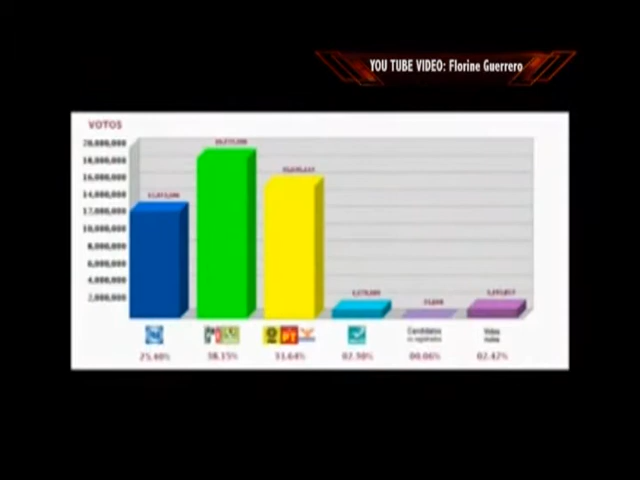 YOU TUBE VIDEO: Florine Guerrero
VOTOS
20,000,000
18,000,000
16,000,000
14,000,000
12,000,000
10,000,000
8,000,000
6,000,000
4,000,000
2,000,000
PT
Candidatos
no registrados
Votos
nulos
25.40% 38.15% 31.64% 02.30% 00.06% 02.42%